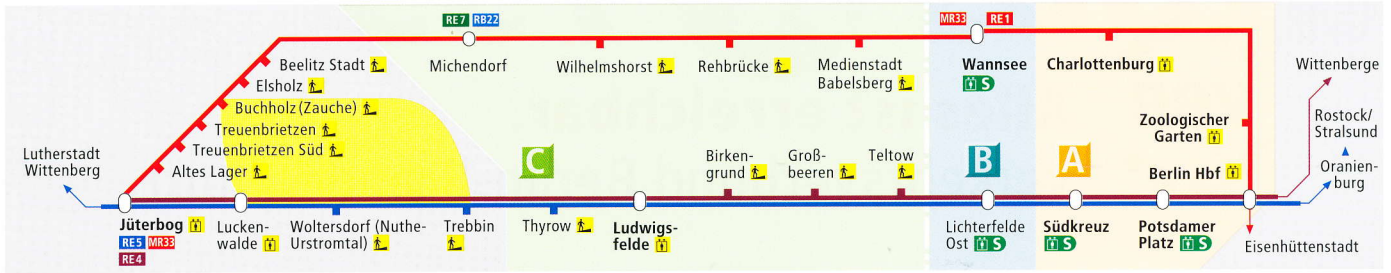 RE7 RB22
MR33 RE1
Beelitz Stadt
Elsholz
Buchholz (Zauche)
Treuenbrietzen
Treuenbrietzen Süd
Altes Lager
Michendorf
Wilhelmshorst
Rehbrücke
Medienstadt
Babelsberg
Wannsee
S
Charlottenburg
Wittenberge
Zoologischer
Garten
Rostock/
Stralsund
Lutherstadt
Wittenberg
C
Birken-
grund
Groß-
beeren
Teltow
B
A
Berlin Hbf
Oranien-
burg
Jüterbog
RE5 MR33
RE4
Lucken-
walde
Woltersdorf (Nuthe-
Urstromtal)
Trebbin
Thyrow
Ludwigs-
felde
Lichterfelde
Ost S
Südkreuz
S
Potsdamer
Platz S
Eisenhüttenstadt